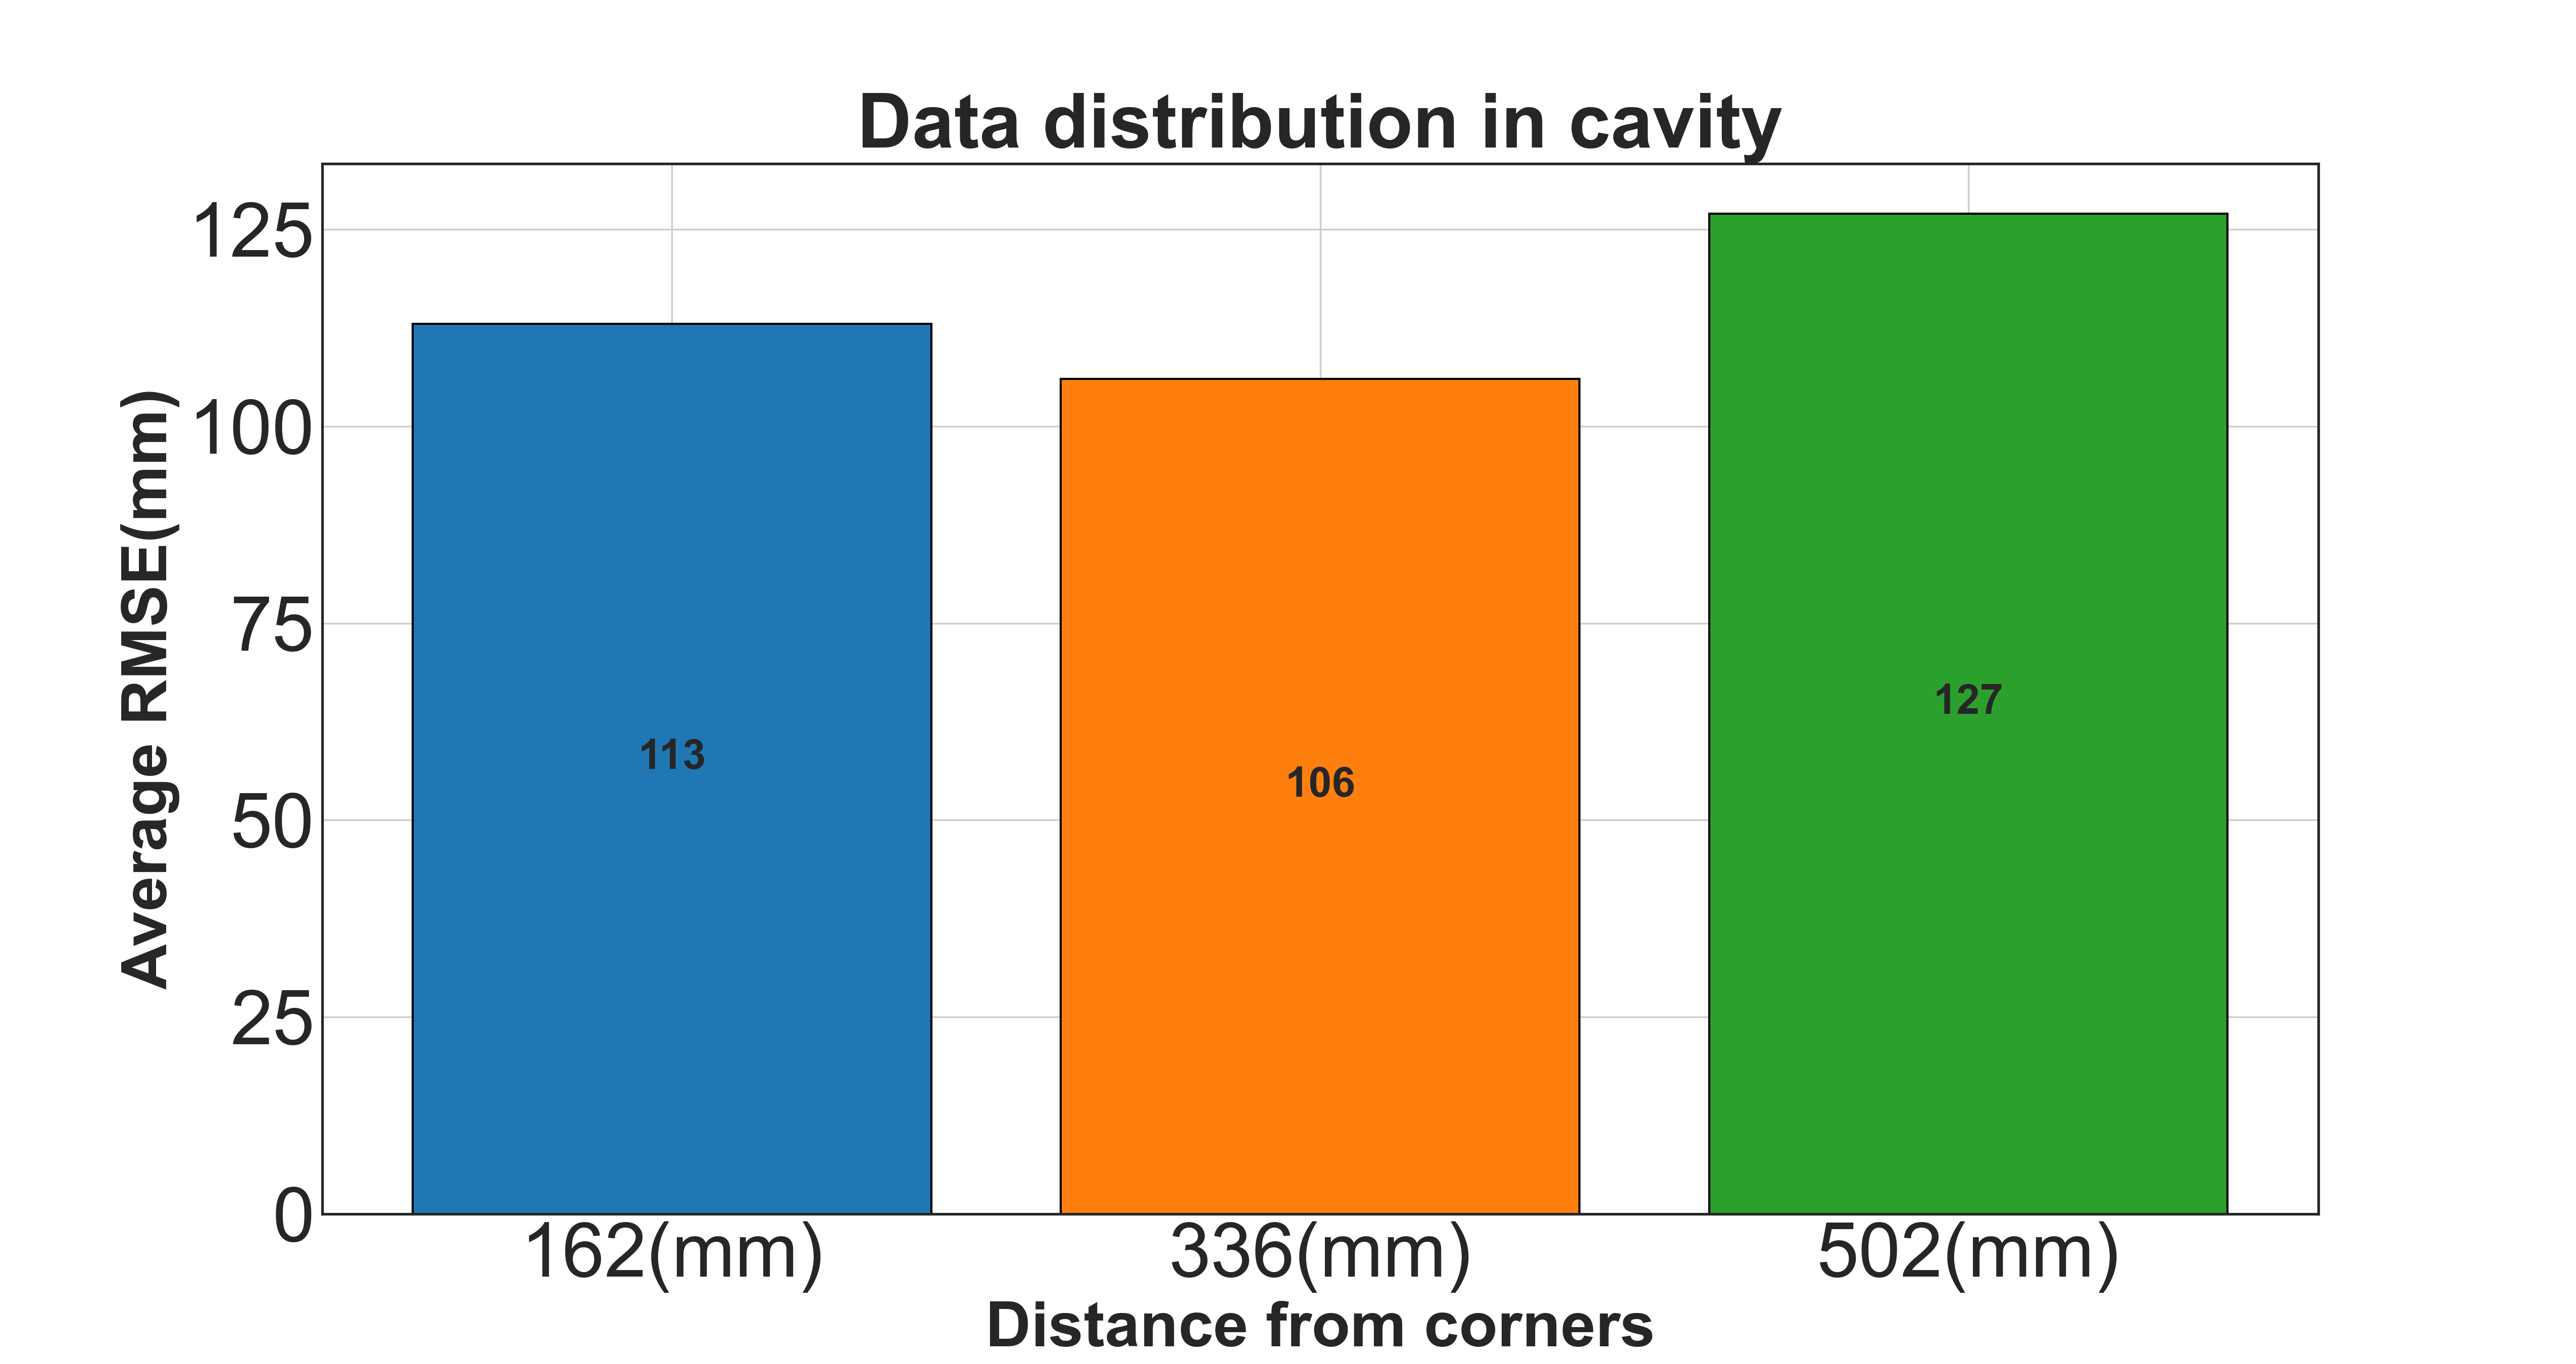 Data distribution in cavity
Average RMSE(mm)
125
100
75
50
25
0
113
106
127
162(mm)
336(mm)
502(mm)
Distance from corners